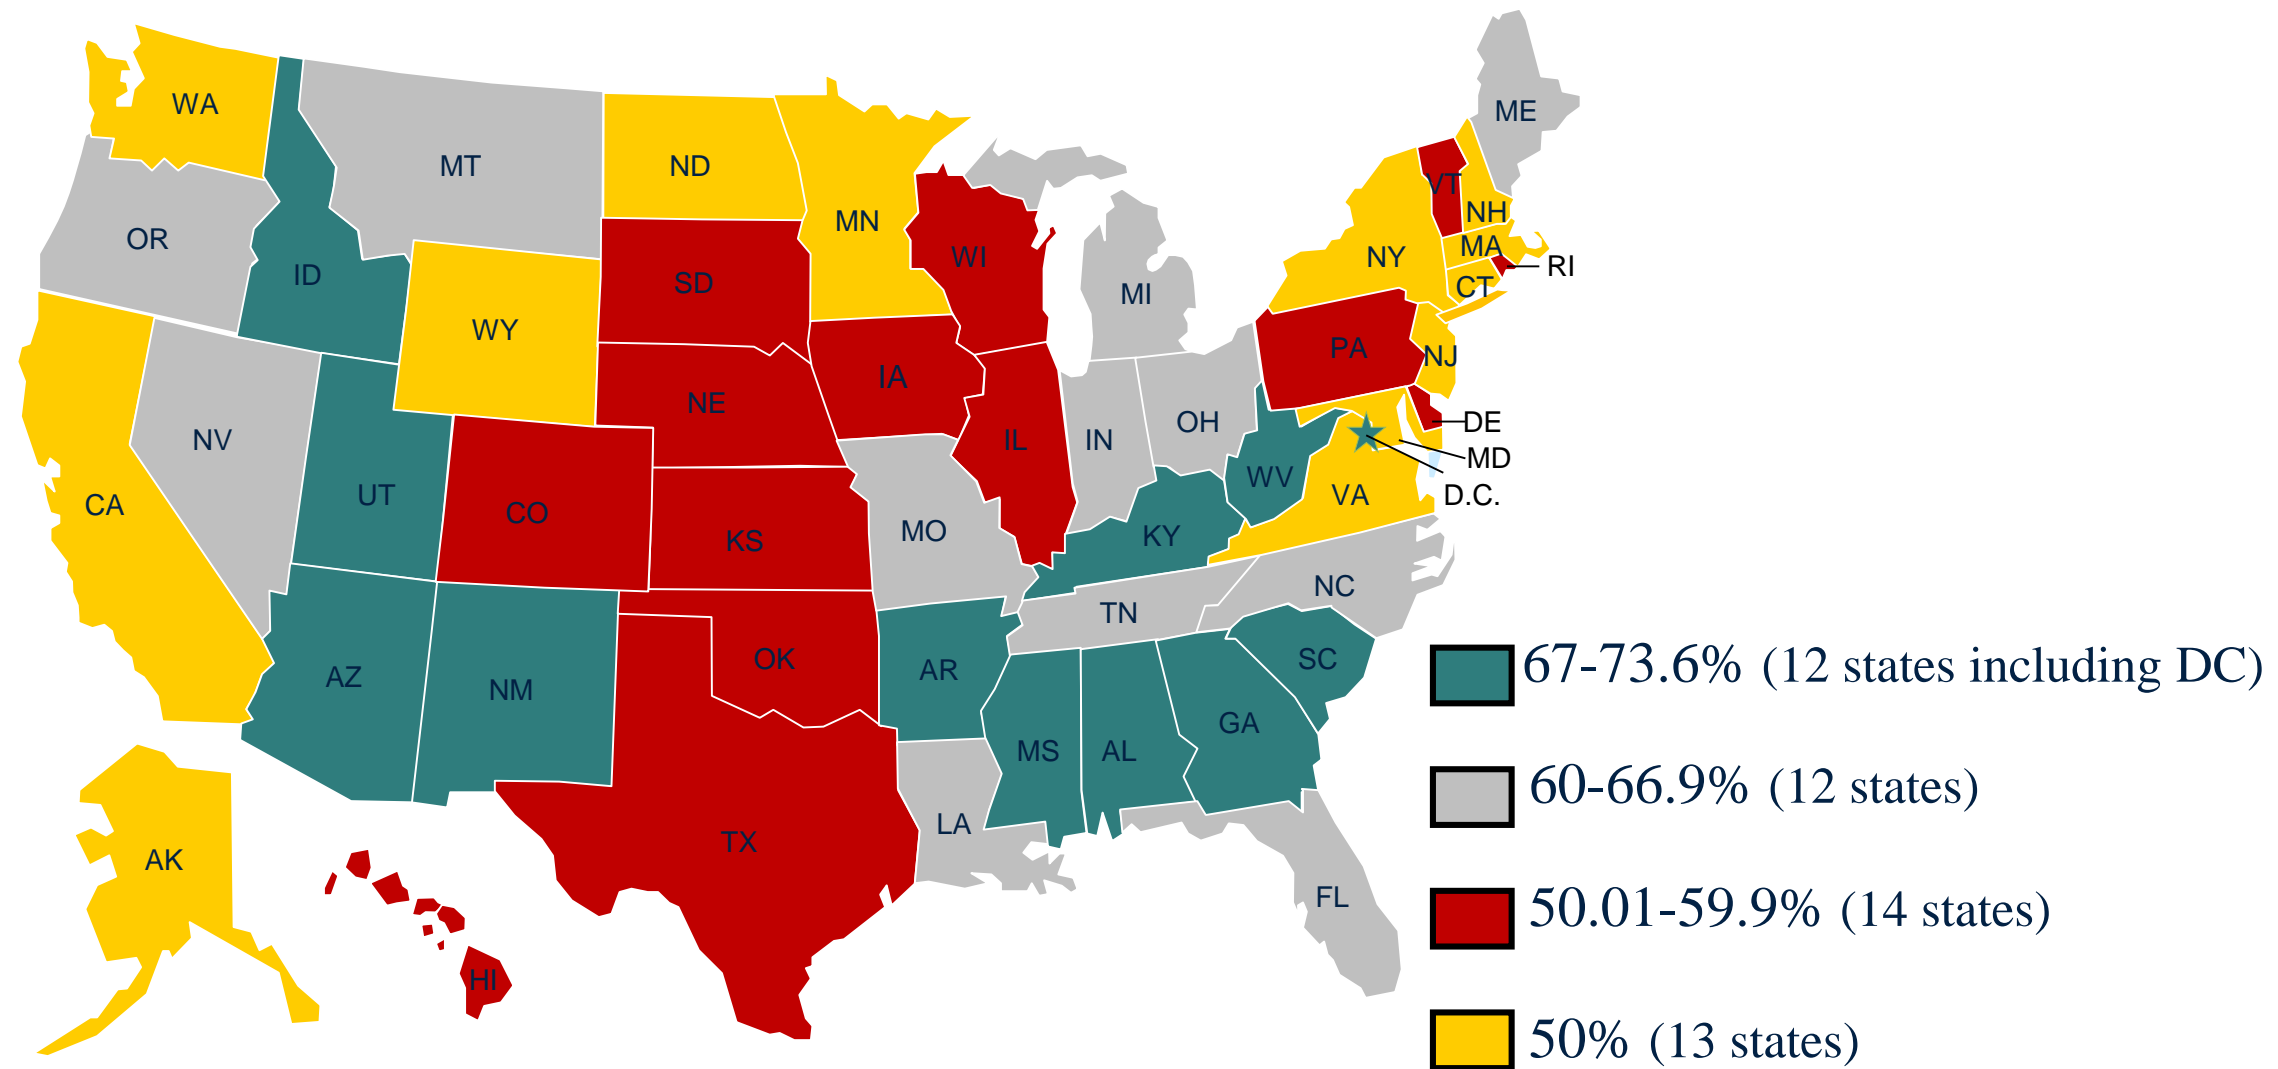 ME
WA
MT
ND
VT
MN
NH
OR
MA
NY
WI
RI
ID
SD
CT
MI
WY
PA
NJ
IA
NE
OH
DE
NV
IL
IN
MD
WV
UT
VA
D.C.
CA
CO
MO
KY
KS
NC
TN
OK
SC
AZ
NM
AR
GA
MS
AL
LA
TX
AK
FL
HI
67-73.6% (12 states including DC)
60-66.9% (12 states)
50.01-59.9% (14 states)
50% (13 states)